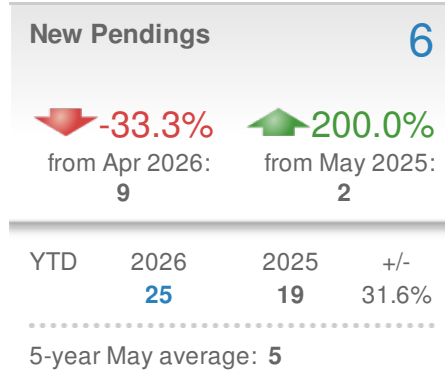 New Pendings 6
-33.3% 200.0%
from Apr 2026: from May 2025:
9 2
YTD 2026 2025 +/-
25 19 31.6%
5-year May average: 5